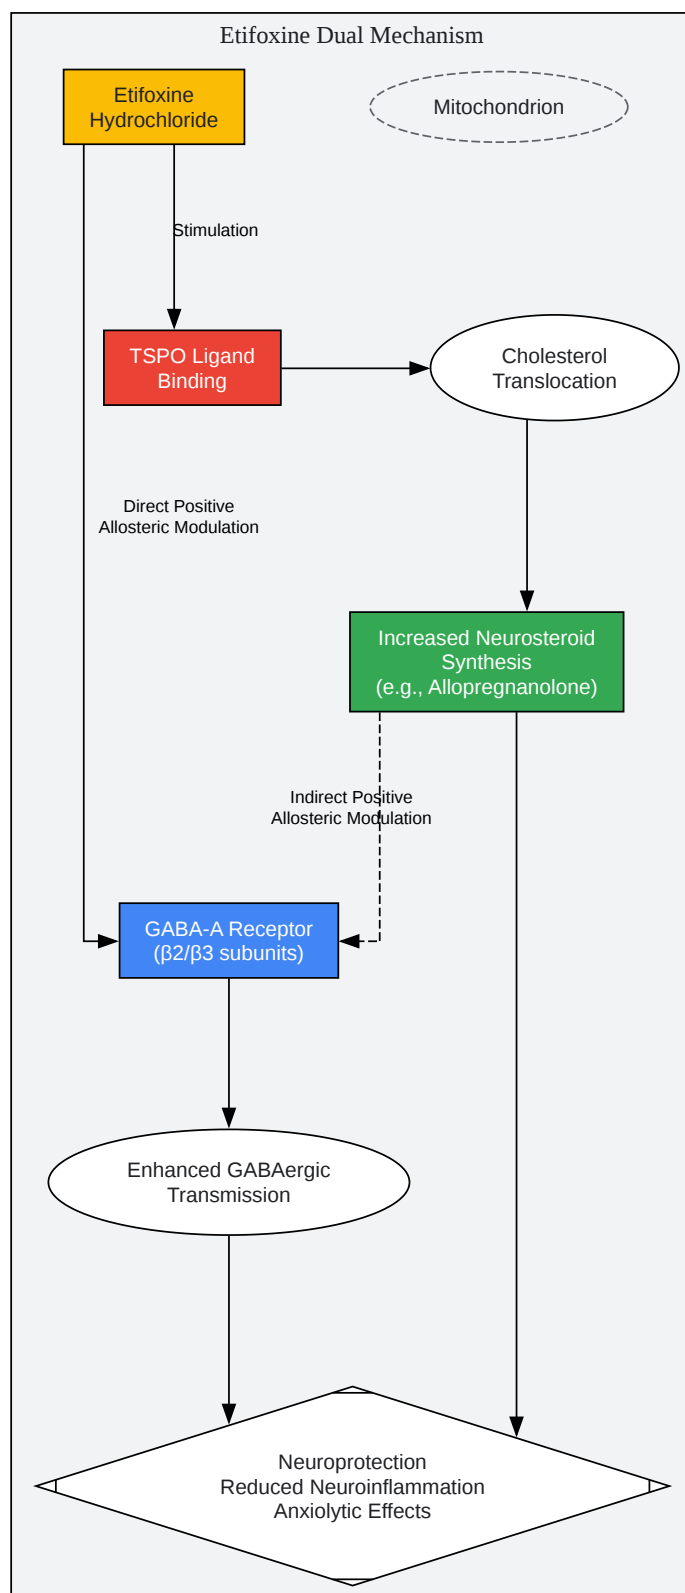 Etifoxine Dual Mechanism
Etifoxine
Hydrochloride
Mitochondrion
Stimulation
TSPO Ligand
Binding
Cholesterol
Translocation
Direct Positive
Allosteric Modulation
Increased Neurosteroid
Synthesis
(e.g., Allopregnanolone)
Indirect Positive
Allosteric Modulation
GABA-A Receptor
(β2/β3 subunits)
Enhanced GABAergic
Transmission
Neuroprotection
Reduced Neuroinflammation
Anxiolytic Effects